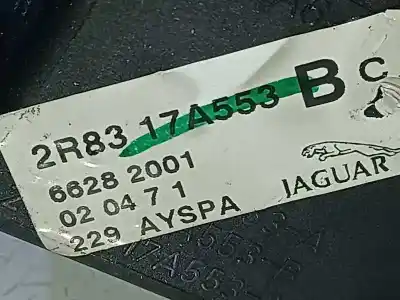 2R83 17A553 B C
6628 2001
02 04 7 1
229 AYSPA
JAGUAR